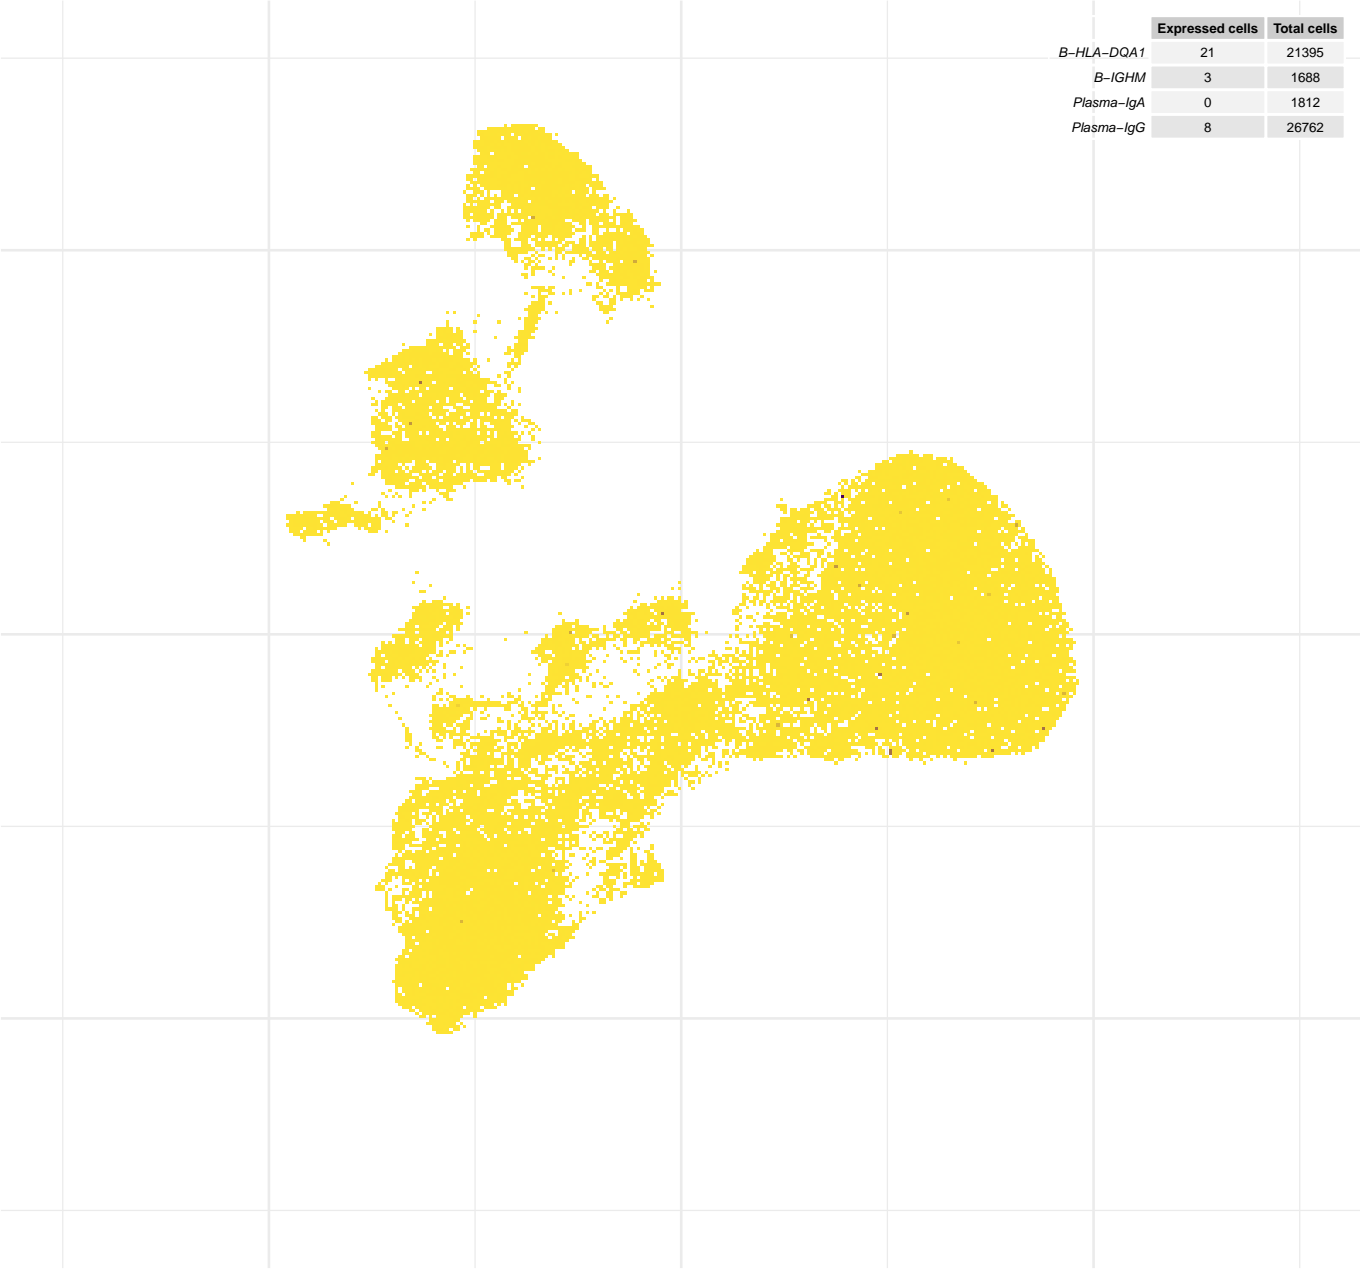 Expressed cells Total cells
B−HLA−DQA1 21 21395
B−IGHM 3 1688
Plasma−IgA 0 1812
Plasma−IgG 8 26762